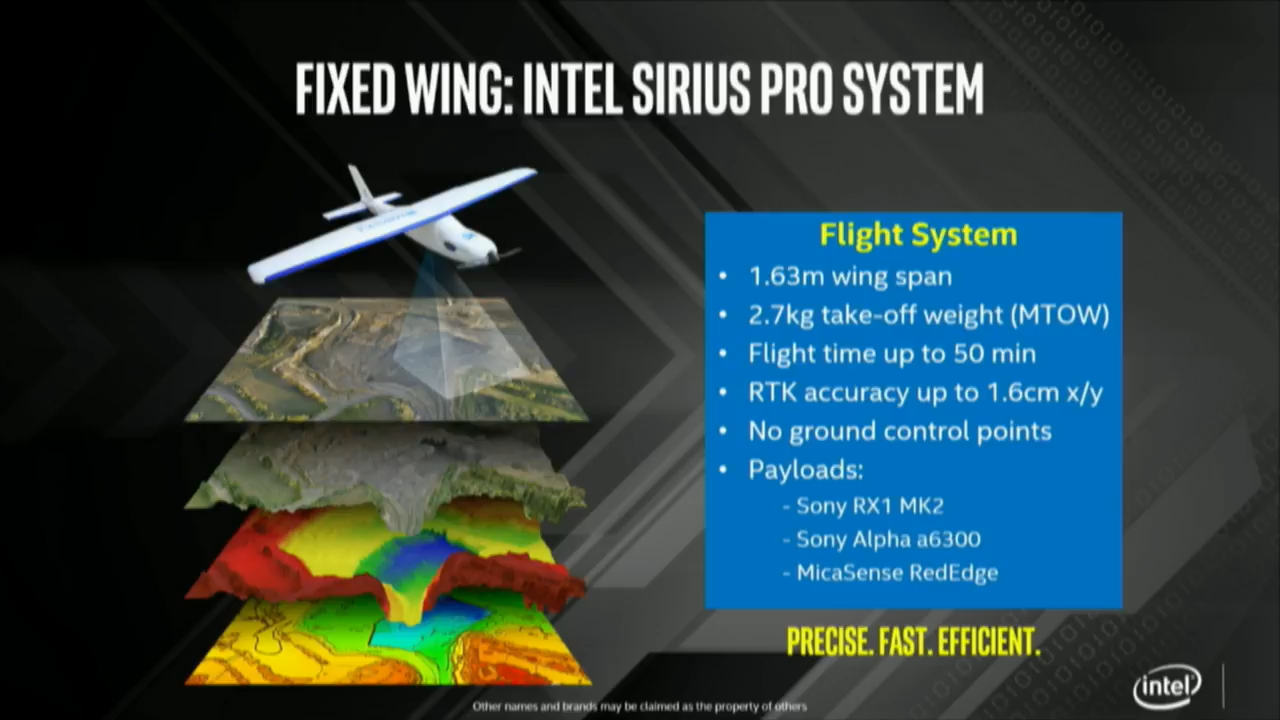 FIXED WING: INTEL SIRIUS PRO SYSTEM
Flight System
• 1.63m wing span
• 2.7kg take-off weight (MTOW)
• Flight time up to 50 min
• RTK accuracy up to 1.6cm x/y
• No ground control points
• Payloads:
- Sony RX1 MK2
- Sony Alpha a6300
- MicaSense RedEdge
PRECISE. FAST. EFFICIENT.
intel
Other names and brands may be claimed as the property of others